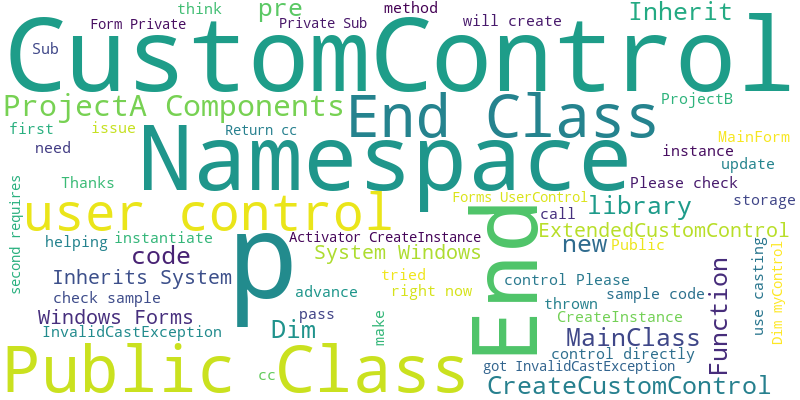 think
pre
method
Form Private
Private Sub
will create
Inherit
CustomControl
Sub
ProjectA Components
End Class
ProjectB
first
issue
Return cc
MainForm
need
Namespace
instance
update
Thanks
Please check
Forms UserControl
storage
second requires
user control
call
library
ExtendedCustomControl
helping
instantiate
Activator CreateInstance
new
Public
code
System Windows
p
End
Inherits System
tried
control Please
use casting
Dim myControl
check sample
advance
right now
sample code
thrown
Windows Forms
pass
CreateInstance
Function
InvalidCastException
Dim
make
MainClass
control directly
Public Class
cc
got InvalidCastException
CreateCustomControl